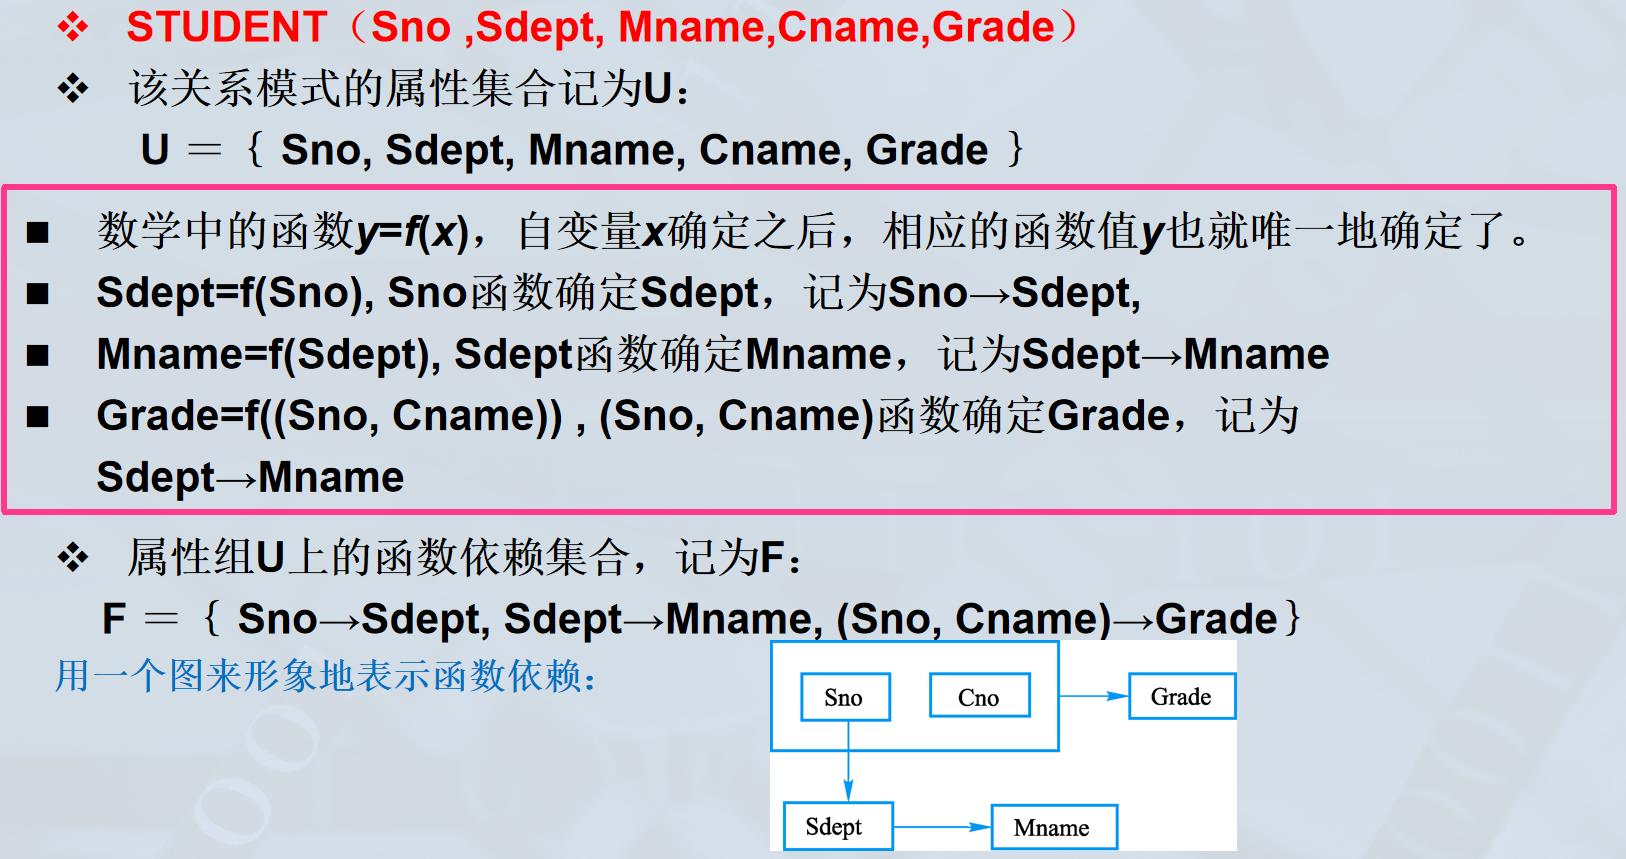 ❖ STUDENT（Sno ,Sdept, Mname,Cname,Grade）
❖ 该关系模式的属性集合记为U：
U ＝｛ Sno, Sdept, Mname, Cname, Grade ｝
■ 数学中的函数y=f(x)，自变量x确定之后，相应的函数值y也就唯一地确定了。
■ Sdept=f(Sno), Sno函数确定Sdept，记为Sno→Sdept,
■ Mname=f(Sdept), Sdept函数确定Mname，记为Sdept→Mname
■ Grade=f((Sno, Cname)) , (Sno, Cname)函数确定Grade，记为
Sdept→Mname
❖ 属性组U上的函数依赖集合，记为F：
F ＝｛ Sno→Sdept, Sdept→Mname, (Sno, Cname)→Grade｝
用一个图来形象地表示函数依赖：
Sno
Cno
Grade
Sdept
Mname